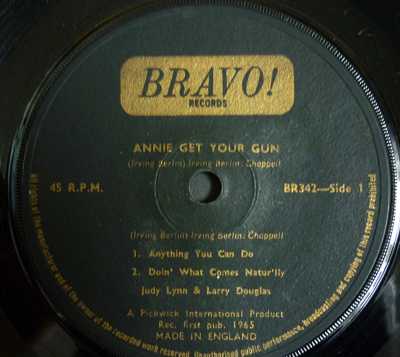 BRAVO!
RECORDS
ANNIE GET YOUR GUN
(Irving Berlin) Irving Berlin: Chappell
45 R.P.M.
BR342—Side 1
(Irving Berlin) Irving Berlin: Chappell
1. Anything You Can Do
2. Doin' What Comes Natur'lly
Judy Lynn & Larry Douglas
A Pickwick International Product
Rec. first pub. 1965
MADE IN ENGLAND
All rights of the manufacturer and of the owner of the recorded work reserved. Unauthorised public performance, broadcasting and copying of this record prohibited